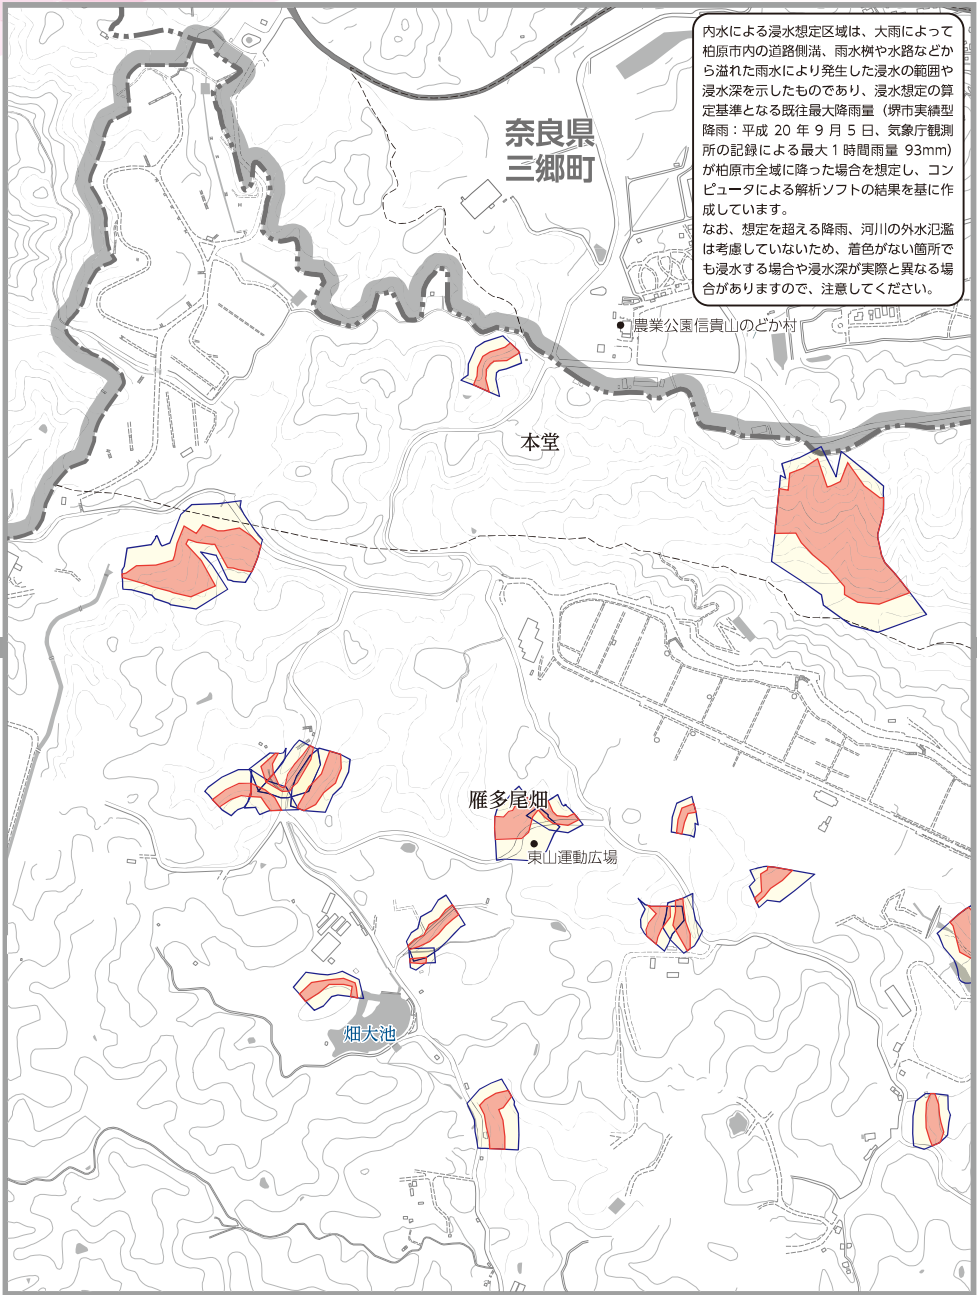 内水による浸水想定区域は、大雨によって
柏原市内の道路側溝、雨水桝や水路などか
ら溢れた雨水により発生した浸水の範囲や
浸水深を示したものであり、浸水想定の算
定基準となる既往最大降雨量（堺市実績型
降雨：平成 20 年 9 月 5 日、気象庁観測
所の記録による最大 1 時間雨量 93mm）
が柏原市全域に降った場合を想定し、コン
ピュータによる解析ソフトの結果を基に作
成しています。
なお、想定を超える降雨、河川の外水氾濫
は考慮していないため、着色がない箇所で
も浸水する場合や浸水深が実際と異なる場
合がありますので、注意してください。
奈良県
三郷町
農業公園信貴山のどか村
本堂
雁多尾畑
東山運動広場
畑大池